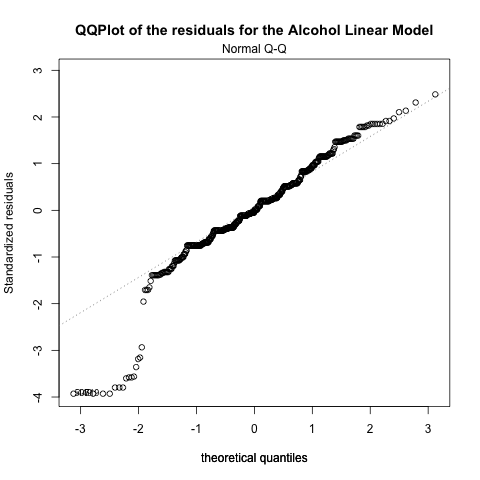 QQPlot of the residuals for the Alcohol Linear Model
Normal Q-Q
3
2
1
0
-1
-2
-3
-4
Standardized residuals
-3 -2 -1 0 1 2 3
theoretical quantiles